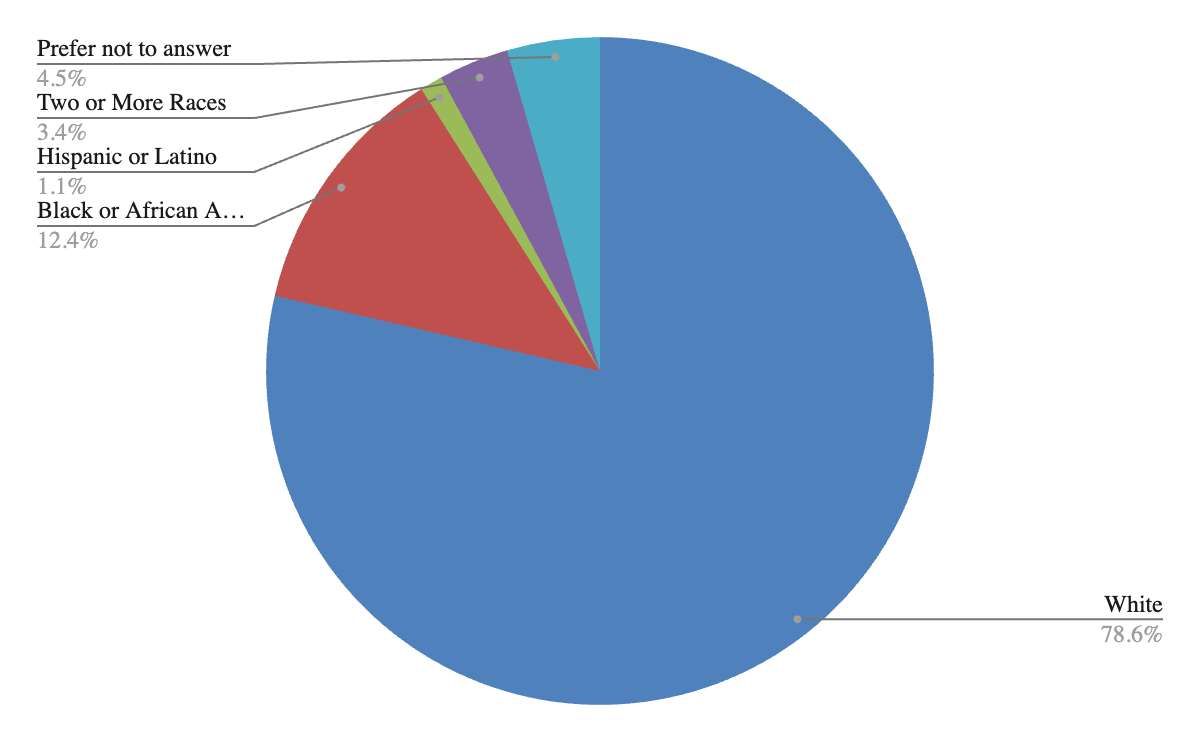 Prefer not to answer
4.5%
Two or More Races
3.4%
Hispanic or Latino
1.1%
Black or African A…
12.4%
White
78.6%